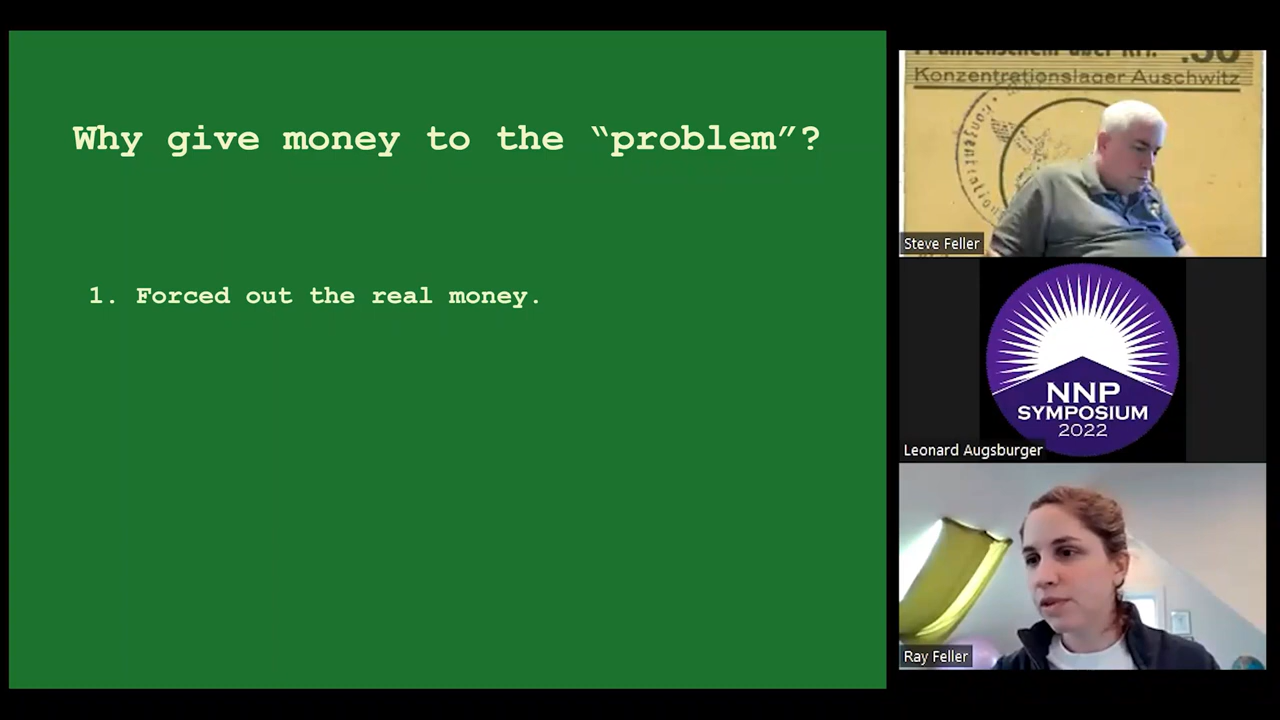 Why give money to the “problem”?
1. Forced out the real money.
.50
Konzentrationslager Auschwitz
Steve Feller
NNP
SYMPOSIUM
2022
Leonard Augsburger
Ray Feller